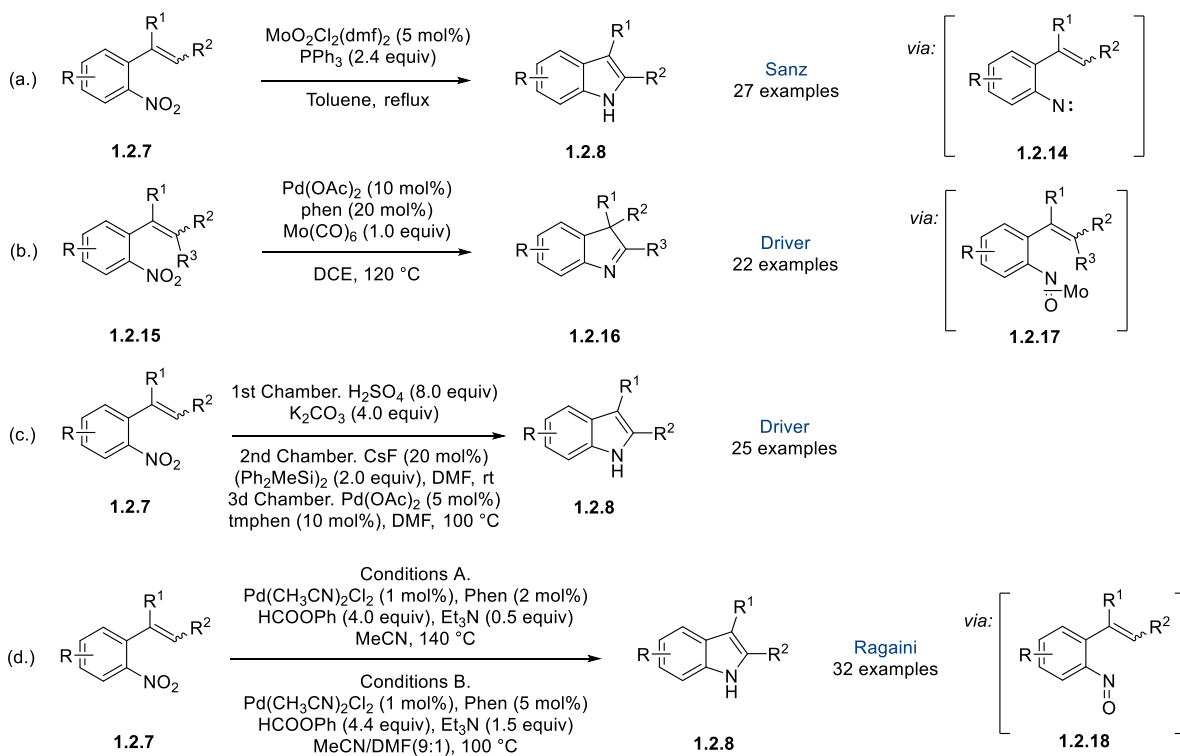 (a.)
R
R¹
R²
NO₂
1.2.7
MoO₂Cl₂(dmf)₂ (5 mol%)
PPh₃ (2.4 equiv)
Toluene, reflux
R
R¹
R²
N
H
1.2.8
Sanz
27 examples
via:
R
R¹
R²
N:
1.2.14
(b.)
R
R¹
R²
R³
NO₂
1.2.15
Pd(OAc)₂ (10 mol%)
phen (20 mol%)
Mo(CO)₆ (1.0 equiv)
DCE, 120 °C
R
R¹
R²
R³
N
1.2.16
Driver
22 examples
via:
R
R¹
R²
R³
N
Mo
O
1.2.17
(c.)
R
R¹
R²
NO₂
1.2.7
1st Chamber. H₂SO₄ (8.0 equiv)
K₂CO₃ (4.0 equiv)
2nd Chamber. CsF (20 mol%)
(Ph₂MeSi)₂ (2.0 equiv), DMF, rt
3d Chamber. Pd(OAc)₂ (5 mol%)
tmphen (10 mol%), DMF, 100 °C
R
R¹
R²
N
H
1.2.8
Driver
25 examples
(d.)
R
R¹
R²
NO₂
1.2.7
Conditions A.
Pd(CH₃CN)₂Cl₂ (1 mol%), Phen (2 mol%)
HCOOPh (4.0 equiv), Et₃N (0.5 equiv)
MeCN, 140 °C
Conditions B.
Pd(CH₃CN)₂Cl₂ (1 mol%), Phen (5 mol%)
HCOOPh (4.4 equiv), Et₃N (1.5 equiv)
MeCN/DMF(9:1), 100 °C
R
R¹
R²
N
H
1.2.8
Ragaini
32 examples
via:
R
R¹
R²
N
O
1.2.18